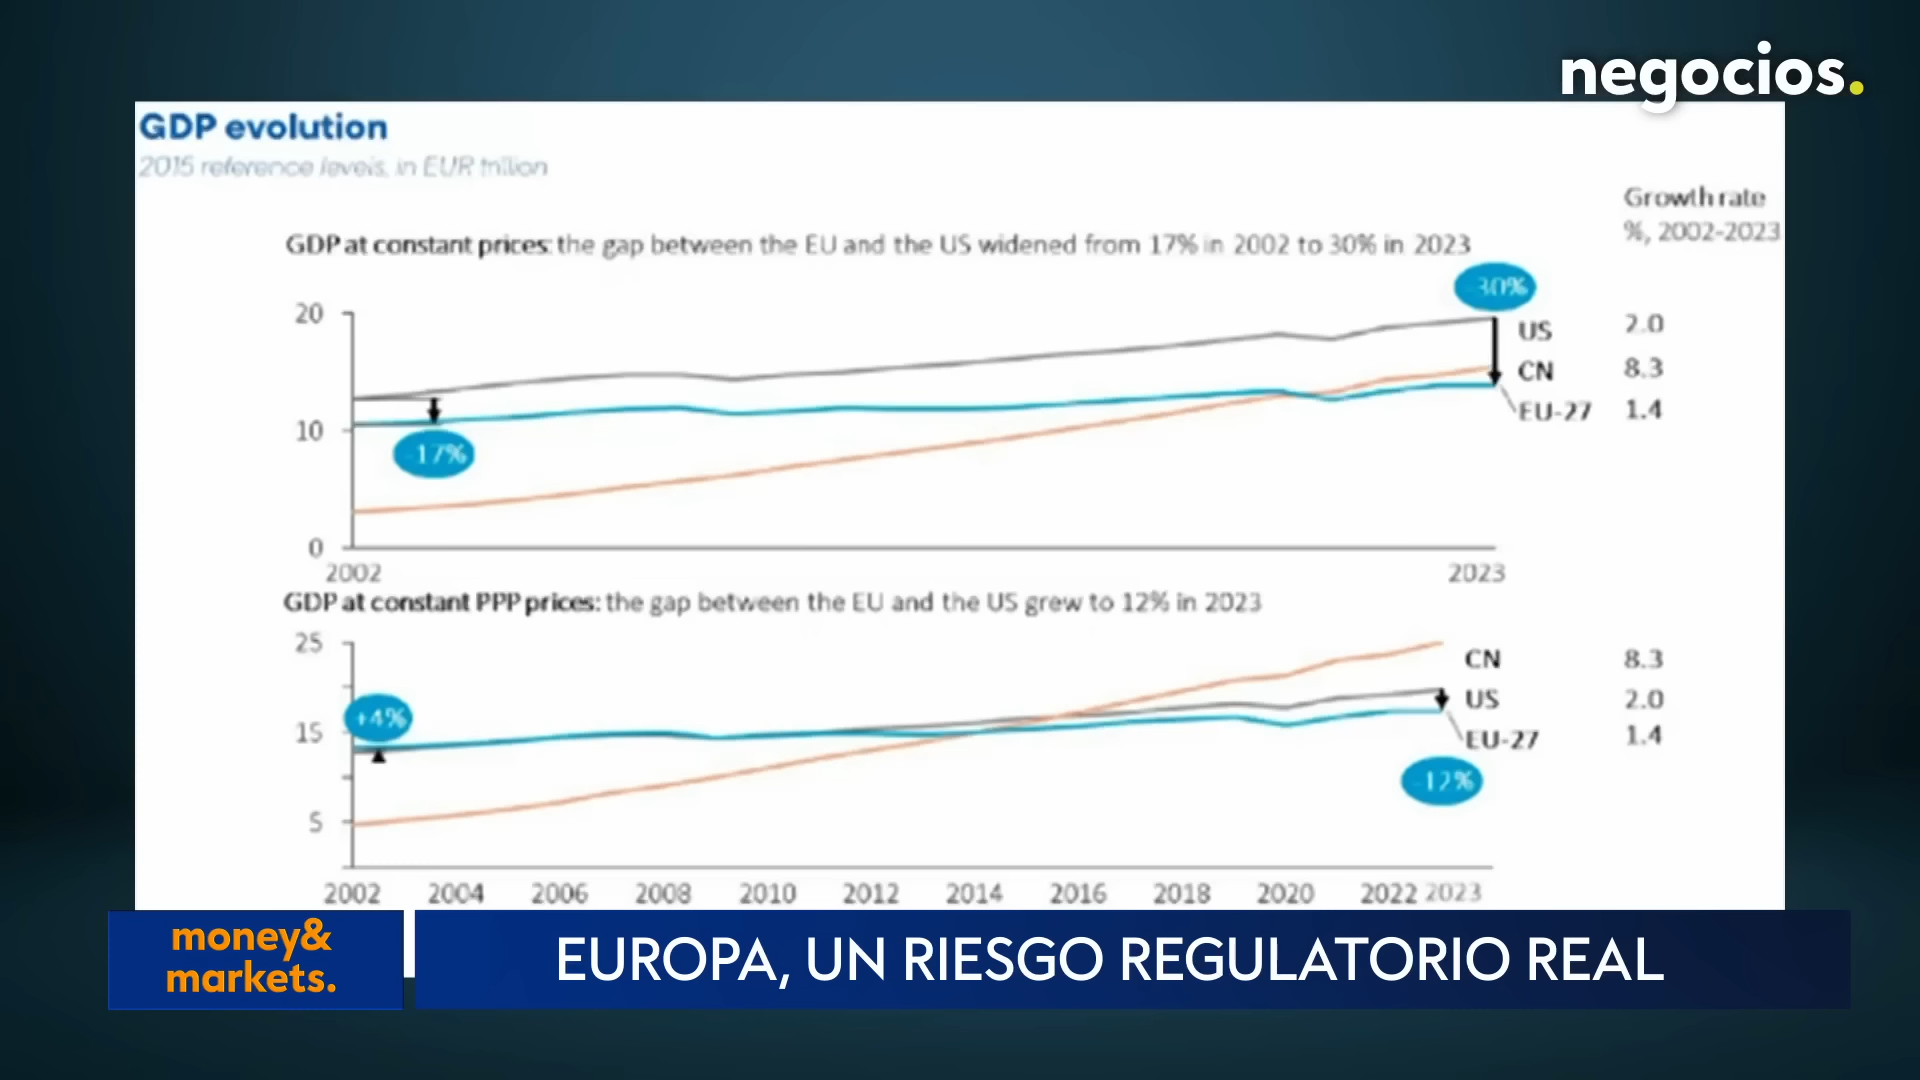 negocios.
GDP evolution
2015 reference levels, in EUR trillion
Growth rate
%, 2002-2023
GDP at constant prices: the gap between the EU and the US widened from 17% in 2002 to 30% in 2023
-30%
20
US 2.0
CN 8.3
EU-27 1.4
10
-17%
0
2002 2023
GDP at constant PPP prices: the gap between the EU and the US grew to 12% in 2023
25
CN 8.3
US 2.0
+4%
15
EU-27 1.4
-12%
5
2002 2004 2006 2008 2010 2012 2014 2016 2018 2020 2022 2023
money&
markets.
EUROPA, UN RIESGO REGULATORIO REAL